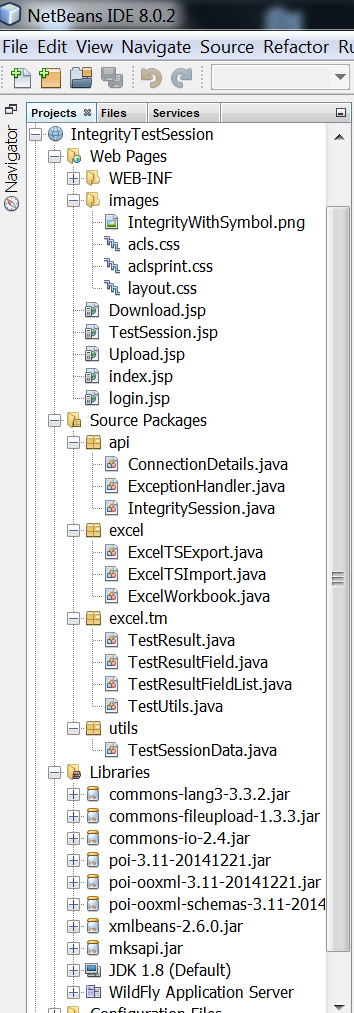 NetBeans IDE 8.0.2
File Edit View Navigate Source Refactor Ru
Projects Files Services
Navigator
IntegrityTestSession
Web Pages
WEB-INF
images
IntegrityWithSymbol.png
acls.css
aclsprint.css
layout.css
Download.jsp
TestSession.jsp
Upload.jsp
index.jsp
login.jsp
Source Packages
api
ConnectionDetails.java
ExceptionHandler.java
IntegritySession.java
excel
ExcelTSExport.java
ExcelTSImport.java
ExcelWorkbook.java
excel.tm
TestResult.java
TestResultField.java
TestResultFieldList.java
TestUtils.java
utils
TestSessionData.java
Libraries
commons-lang3-3.3.2.jar
commons-fileupload-1.3.3.jar
commons-io-2.4.jar
poi-3.11-20141221.jar
poi-ooxml-3.11-20141221.jar
poi-ooxml-schemas-3.11-2014
xmlbeans-2.6.0.jar
mksapi.jar
JDK 1.8 (Default)
WildFly Application Server
Configuration Files